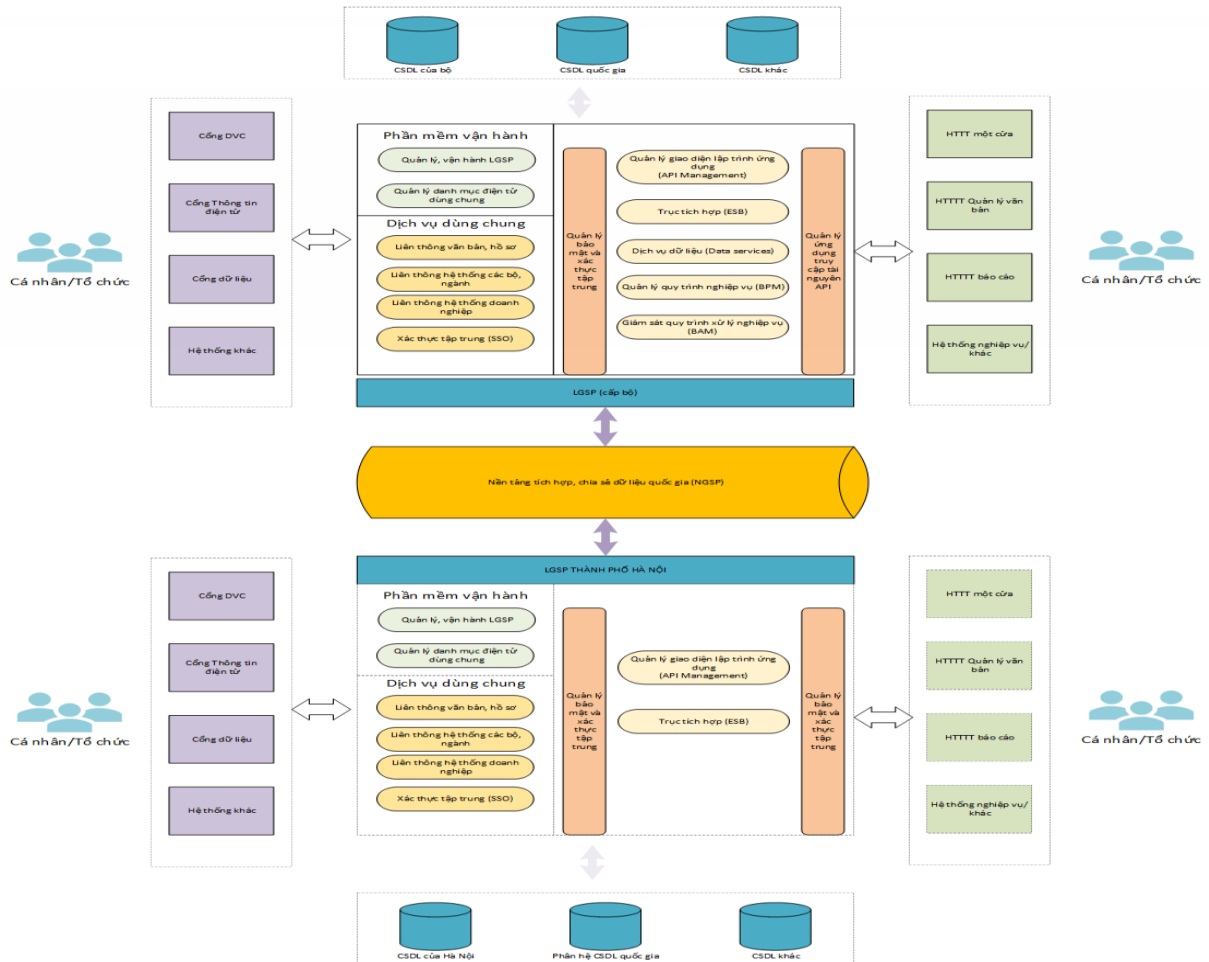 CSDL của bộ
CSDL quốc gia
CSDL khác
Cổng DVC
Cổng Thông tin
điện tử
Cổng dữ liệu
Hệ thống khác
Cá nhân/Tổ chức
Phần mềm vận hành
Quản lý, vận hành LGSP
Quản lý danh mục điện tử
dùng chung
Dịch vụ dùng chung
Liên thông văn bản, hồ sơ
Liên thông hệ thống các bộ,
ngành
Liên thông hệ thống doanh
nghiệp
Xác thực tập trung (SSO)
Quản lý
bảo
mật và
xác
thực
tập
trung
Quản lý giao diện lập trình ứng
dụng
(API Management)
Trục tích hợp (ESB)
Dịch vụ dữ liệu (Data services)
Quản lý quy trình nghiệp vụ (BPM)
Giám sát quy trình xử lý nghiệp vụ
(BAM)
Quản lý
ứng
dụng
truy
cập tài
nguyên
API
HTTT một cửa
HTTTT Quản lý văn
bản
HTTTT báo cáo
Hệ thống nghiệp vụ/
khác
Cá nhân/Tổ chức
LGSP (cấp bộ)
Nền tảng tích hợp, chia sẻ dữ liệu quốc gia (NGSP)
LGSP THÀNH PHỐ HÀ NỘI
Cổng DVC
Cổng Thông tin
điện tử
Cổng dữ liệu
Hệ thống khác
Cá nhân/Tổ chức
Phần mềm vận hành
Quản lý, vận hành LGSP
Quản lý danh mục điện tử
dùng chung
Dịch vụ dùng chung
Liên thông văn bản, hồ sơ
Liên thông hệ thống các bộ,
ngành
Liên thông hệ thống doanh
nghiệp
Xác thực tập trung (SSO)
Quản lý
bảo
mật và
xác
thực
tập
trung
Quản lý giao diện lập trình ứng
dụng
(API Management)
Trục tích hợp (ESB)
Quản lý
bảo
mật và
xác
thực
tập
trung
HTTT một cửa
HTTTT Quản lý văn
bản
HTTTT báo cáo
Hệ thống nghiệp vụ/
khác
Cá nhân/Tổ chức
CSDL của Hà Nội
Phân hệ CSDL quốc gia
CSDL khác